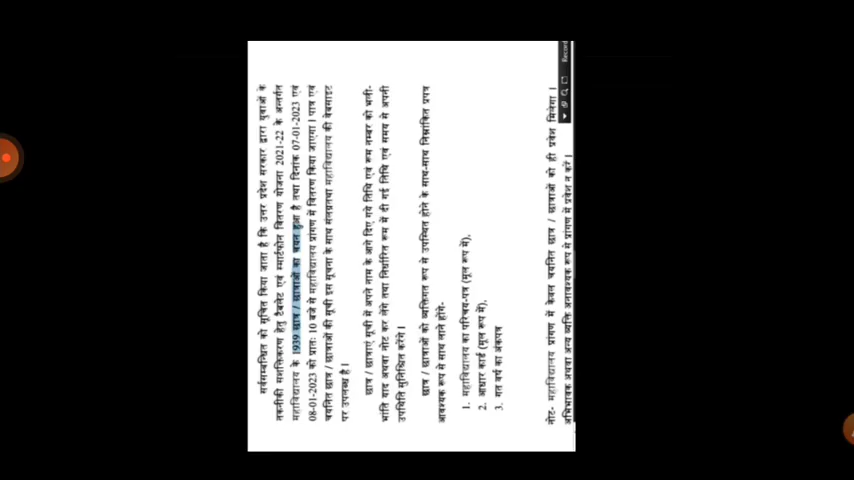 सर्वसम्बन्धित को सूचित किया जाता है कि उत्तर प्रदेश सरकार द्वारा युवाओं के
तकनीकी सशक्तिकरण हेतु टैबलेट एवं स्मार्टफोन वितरण योजना 2021-22 के अन्तर्गत
महाविद्यालय के 1939 छात्र / छात्राओं का चयन हुआ है तथा दिनांक 07-01-2023 एवं
08-01-2023 को प्रातः 10 बजे से महाविद्यालय प्रांगण में वितरण किया जाएगा। पात्र एवं
चयनित छात्र / छात्राओं की सूची इस सूचना के साथ संलग्न तथा महाविद्यालय की वेबसाइट
पर उपलब्ध है।
छात्र / छात्राएं सूची में अपने नाम के आगे दिए गये तिथि एवं रूम नम्बर को भली-
भांति याद अथवा नोट कर लेंगे तथा निर्धारित रूम में दी गई तिथि एवं समय में अपनी
उपस्थिति सुनिश्चित करेंगे।
छात्र / छात्राओं को व्यक्तिगत रूप से उपस्थित होने के साथ-साथ निम्नांकित प्रपत्र
आवश्यक रूप से साथ लाने होंगे-
1. महाविद्यालय का परिचय-पत्र (मूल रूप में),
2. आधार कार्ड (मूल रूप में),
3. गत वर्ष का अंकपत्र
नोट- महाविद्यालय प्रांगण में केवल चयनित छात्र / छात्राओं को ही प्रवेश मिलेगा ।
अभिभावक अथवा अन्य व्यक्ति अनावश्यक रूप से प्रांगण में प्रवेश न करें।
Record